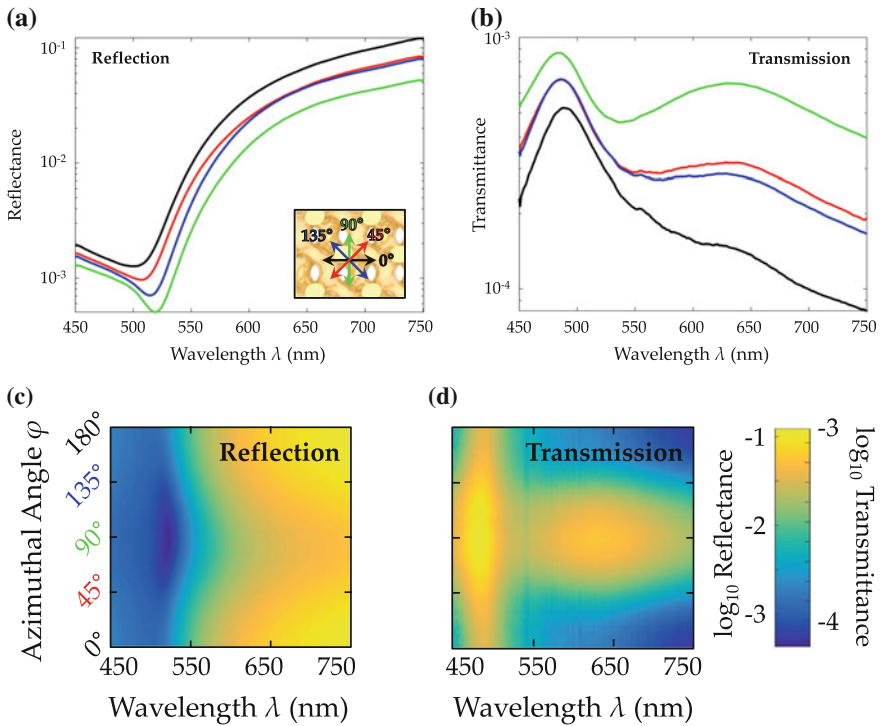 (a)
Reflection
10⁻¹
10⁻²
10⁻³
Reflectance
450 500 550 600 650 700 750
Wavelength λ (nm)
90°
135°
45°
0°
(b)
Transmission
10⁻³
10⁻⁴
Transmittance
450 500 550 600 650 700 750
Wavelength λ (nm)
(c)
Reflection
Azimuthal Angle φ
180°
135°
90°
45°
0°
450 550 650 750
Wavelength λ (nm)
(d)
Transmission
450 550 650 750
Wavelength λ (nm)
log₁₀ Reflectance
-1
-2
-3
-3
-4
log₁₀ Transmittance